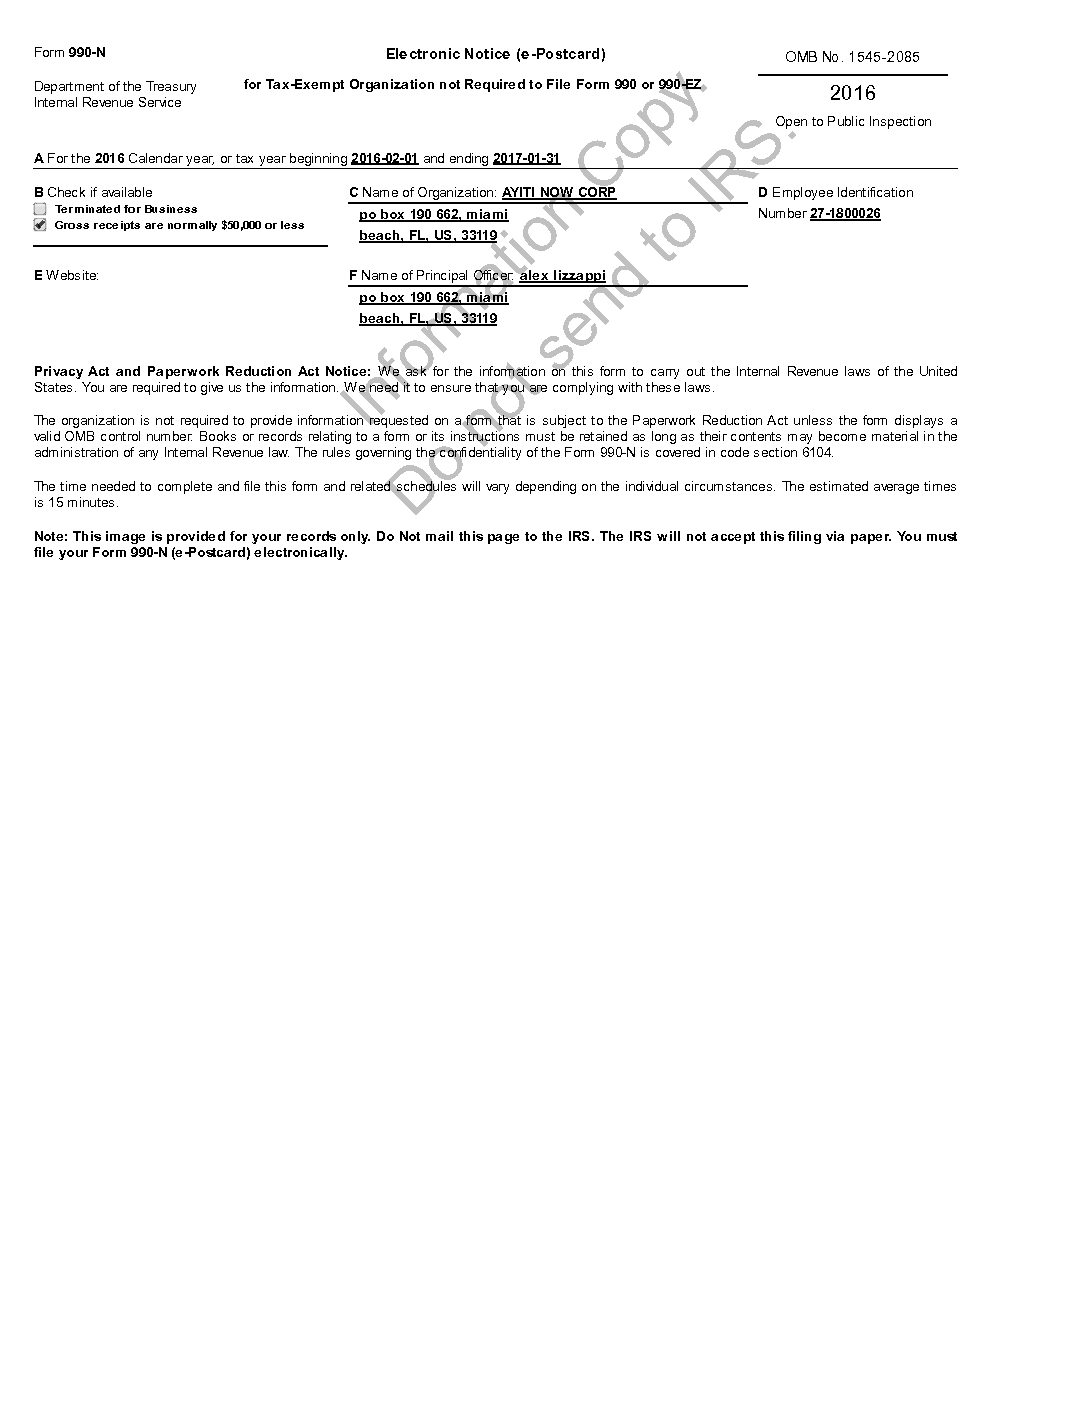 Form 990-N
Electronic Notice (e-Postcard)
OMB No. 1545-2085
Department of the Treasury
Internal Revenue Service
for Tax-Exempt Organization not Required to File Form 990 or 990-EZ
2016
Open to Public Inspection
A For the 2016 Calendar year, or tax year beginning 2016-02-01 and ending 2017-01-31
B Check if available
Terminated for Business
Gross receipts are normally $50,000 or less
C Name of Organization: AYITI NOW CORP
po box 190 662, miami
beach, FL, US, 33119
D Employee Identification
Number 27-1800026
E Website:
F Name of Principal Officer: alex lizzappi
po box 190 662, miami
beach, FL, US, 33119
Privacy Act and Paperwork Reduction Act Notice: We ask for the information on this form to carry out the Internal Revenue laws of the United
States. You are required to give us the information. We need it to ensure that you are complying with these laws.
The organization is not required to provide information requested on a form that is subject to the Paperwork Reduction Act unless the form displays a
valid OMB control number. Books or records relating to a form or its instructions must be retained as long as their contents may become material in the
administration of any Internal Revenue law. The rules governing the confidentiality of the Form 990-N is covered in code section 6104.
The time needed to complete and file this form and related schedules will vary depending on the individual circumstances. The estimated average times
is 15 minutes.
Note: This image is provided for your records only. Do Not mail this page to the IRS. The IRS will not accept this filing via paper. You must
file your Form 990-N (e-Postcard) electronically.
Information Copy.
Do not send to IRS.